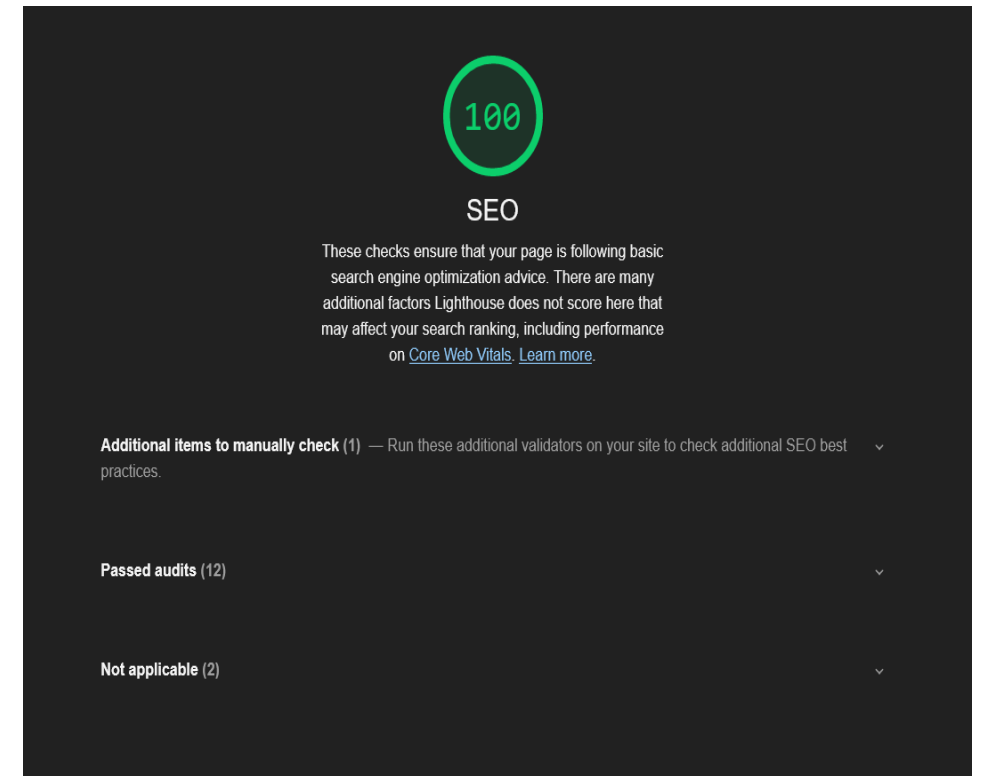 100
SEO
These checks ensure that your page is following basic
search engine optimization advice. There are many
additional factors Lighthouse does not score here that
may affect your search ranking, including performance
on Core Web Vitals. Learn more.
Additional items to manually check (1) — Run these additional validators on your site to check additional SEO best
practices.
Passed audits (12)
Not applicable (2)